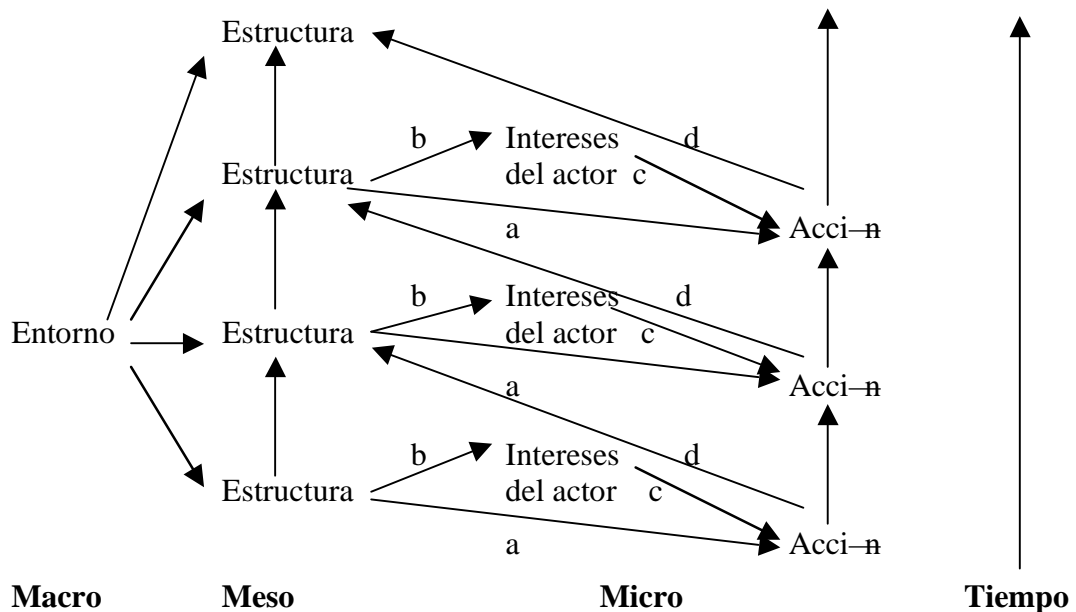 Estructura
b Intereses d
Estructura del actor c
a Acci—n
b Intereses d
Entorno Estructura del actor c
a Acci—n
b Intereses d
Estructura del actor c
a Acci—n
Macro Meso Micro Tiempo